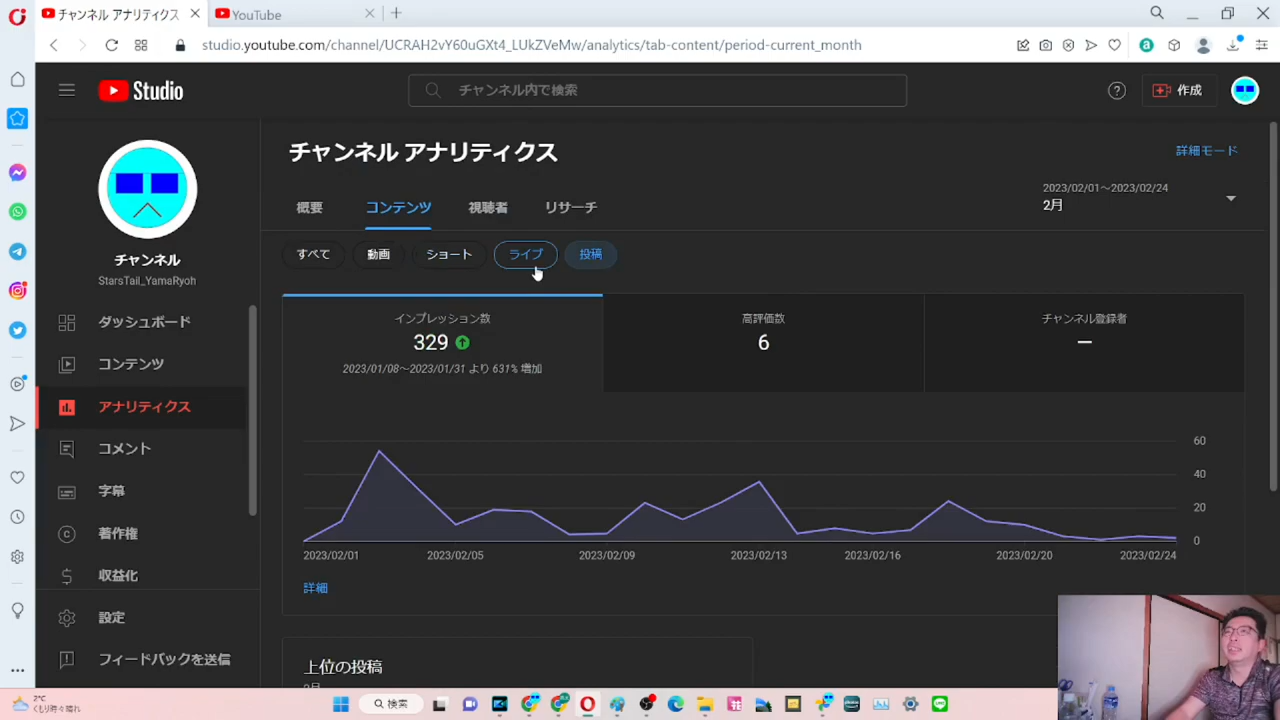 チャンネル アナリティクス
YouTube
studio.youtube.com/channel/UCRAH2vY60uGXt4_LUkZVeMw/analytics/tab-content/period-current_month
Studio
チャンネル内で検索
作成
チャンネル
StarsTail_YamaRyoh
ダッシュボード
コンテンツ
アナリティクス
コメント
字幕
著作権
収益化
設定
フィードバックを送信
チャンネル アナリティクス
詳細モード
概要 コンテンツ 視聴者 リサーチ
2023/02/01～2023/02/24
2月
すべて 動画 ショート ライブ 投稿
インプレッション数
329
2023/01/08～2023/01/31 より 631% 増加
高評価数
6
チャンネル登録者
—
60
40
20
0
2023/02/01 2023/02/05 2023/02/09 2023/02/13 2023/02/16 2023/02/20 2023/02/24
詳細
上位の投稿
2月
2℃
くもり時々晴れ
検索